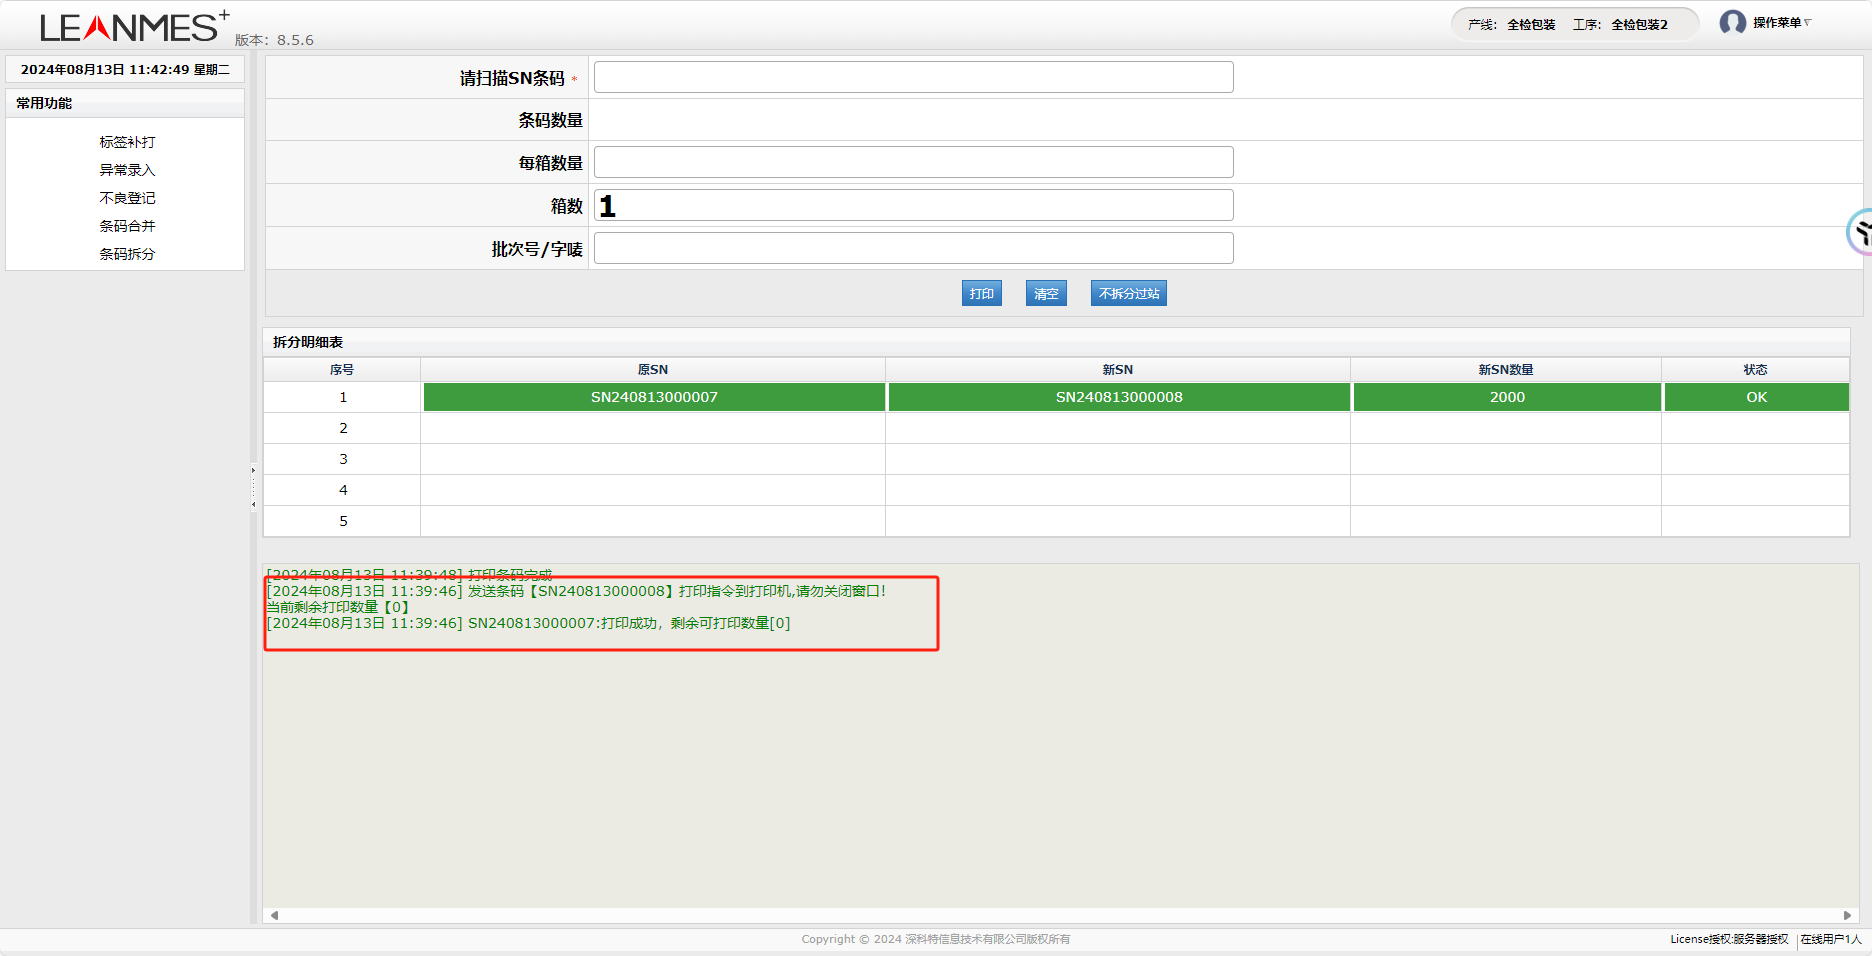 LEANMES+
版本：8.5.6
产线： 全检包装 工序： 全检包装2
操作菜单
2024年08月13日 11:42:49 星期二
常用功能
标签补打
异常录入
不良登记
条码合并
条码拆分
请扫描SN条码 *
条码数量
每箱数量
箱数 1
批次号/字唛
打印 清空 不拆分过站
拆分明细表
序号 原SN 新SN 新SN数量 状态
1 SN240813000007 SN240813000008 2000 OK
2
3
4
5
[2024年08月13日 11:39:48] 打印条码完成
[2024年08月13日 11:39:46] 发送条码【SN240813000008】打印指令到打印机,请勿关闭窗口！
当前剩余打印数量【0】
[2024年08月13日 11:39:46] SN240813000007:打印成功，剩余可打印数量[0]
Copyright © 2024 深科特信息技术有限公司版权所有
License授权:服务器授权 在线用户1人